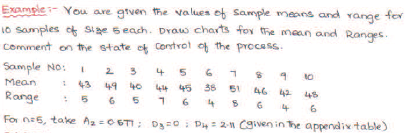 Example :- You are given the values of sample means and range for
10 samples of size 5 each. Draw charts for the mean and Ranges.
Comment on the state of control of the process.
Sample No: 1 2 3 4 5 6 7 8 9 10
Mean : 43 49 40 44 45 38 51 46 42 48
Range : 5 6 5 7 6 4 8 6 4 6
For n=5, take A2 = 0.577; D3=0; D4=2.11 (given in the appendix table)